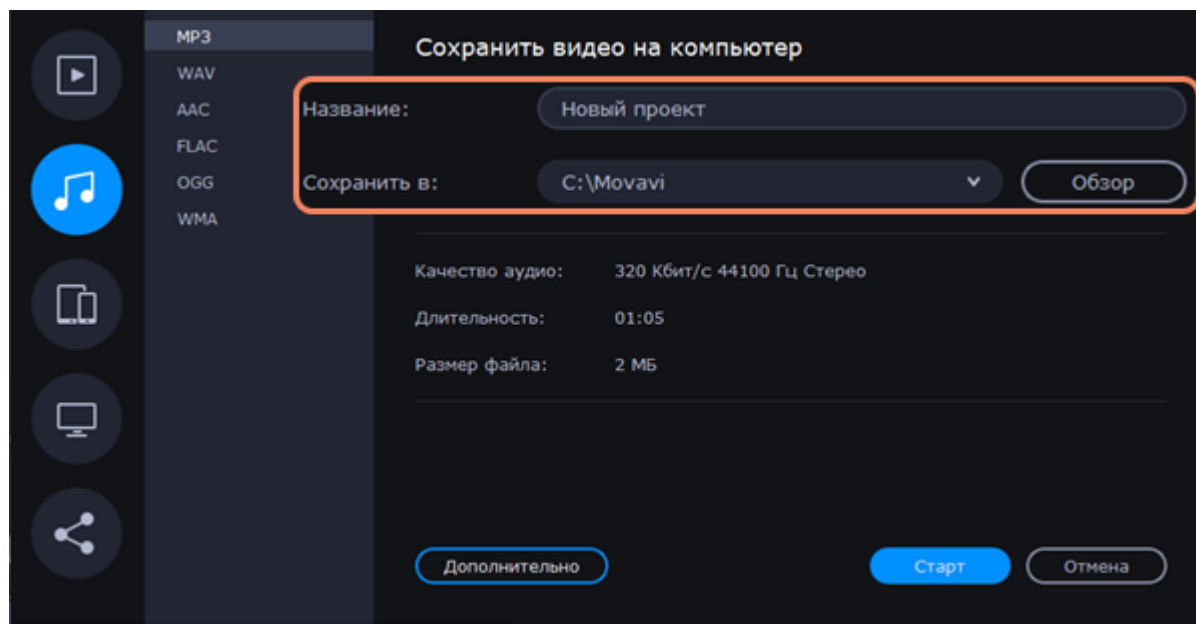 MP3
WAV
AAC
FLAC
OGG
WMA
Сохранить видео на компьютер
Название: Новый проект
Сохранить в: C:\Movavi Обзор
Качество аудио: 320 Кбит/с 44100 Гц Стерео
Длительность: 01:05
Размер файла: 2 МБ
Дополнительно Старт Отмена